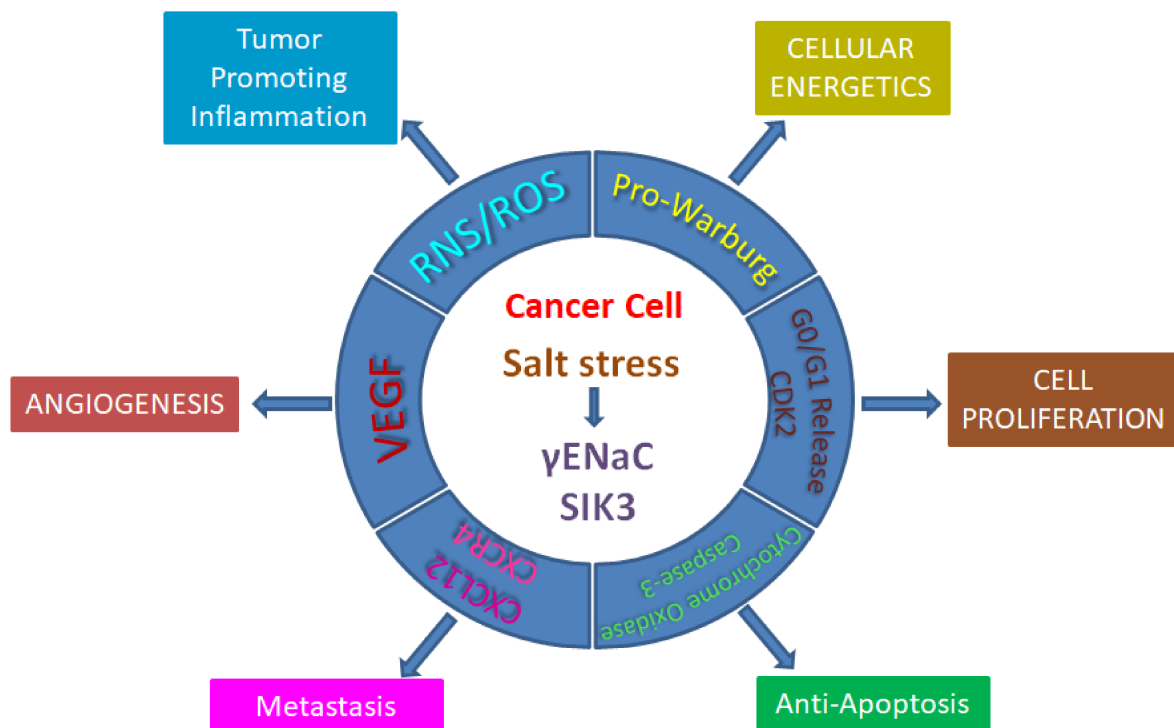 Tumor
Promoting
Inflammation
CELLULAR
ENERGETICS
RNS/ROS
Pro-Warburg
Cancer Cell
Salt stress
γENaC
SIK3
G0/G1 Release
CDK2
VEGF
ANGIOGENESIS
CELL
PROLIFERATION
CXCR4
CXCL12
Caspase-3
Cytochrome Oxidase
Metastasis
Anti-Apoptosis